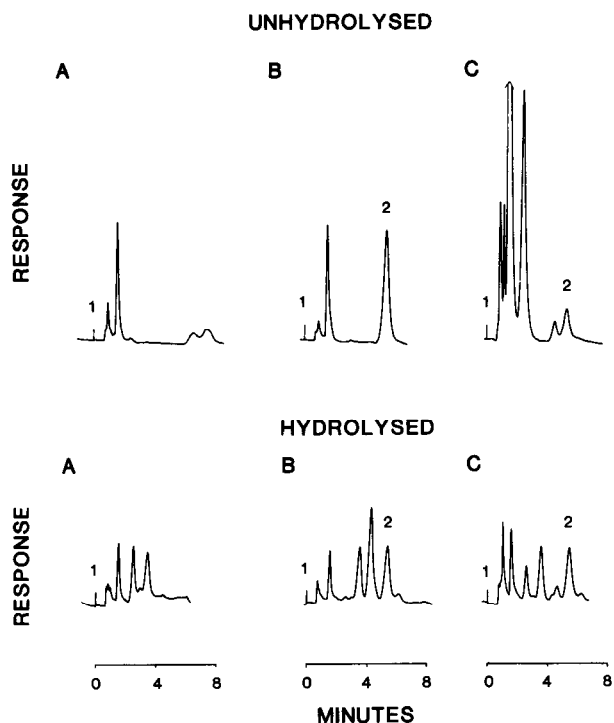 UNHYDROLYSED
A B C
RESPONSE
1 1 2 1 2
HYDROLYSED
A B C
RESPONSE
1 1 2 1 2
0 4 8 0 4 8 0 4 8
MINUTES